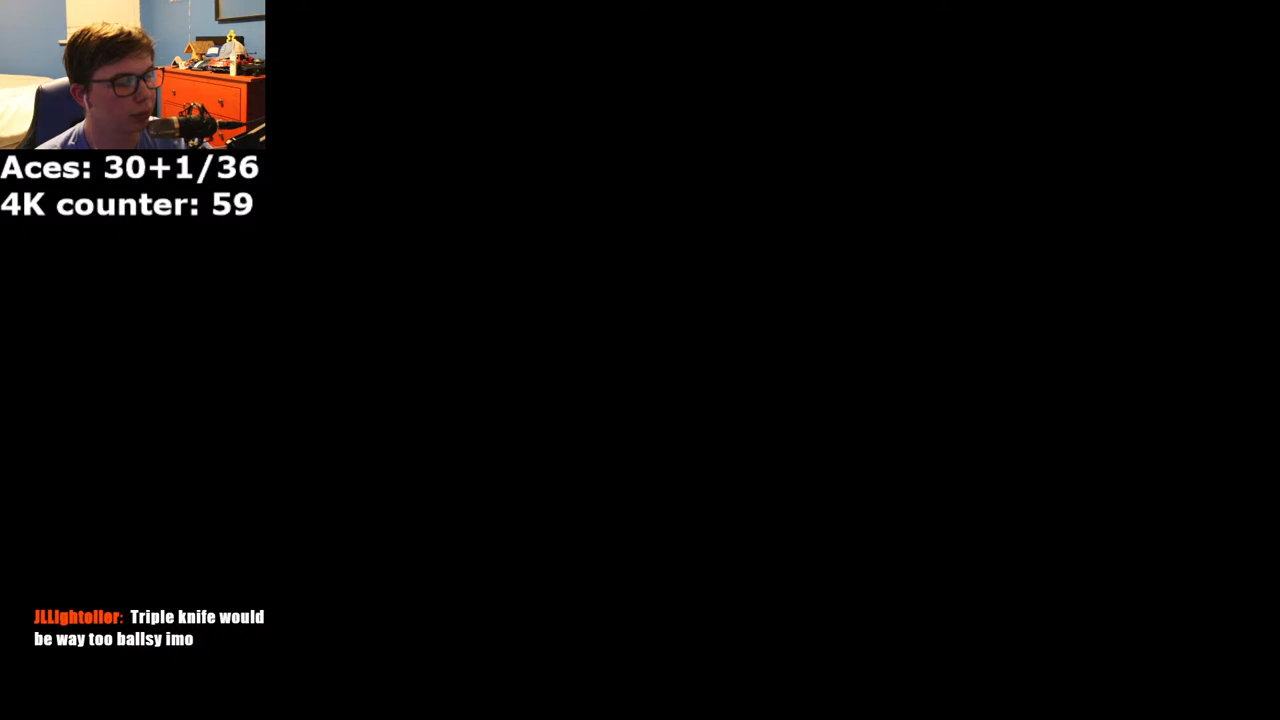 Aces: 30+1/36
4K counter: 59
JLLightoller: Triple knife would
be way too ballsy imo